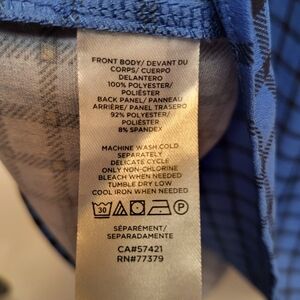 FRONT BODY/ DEVANT DU
CORPS/ CUERPO
DELANTERO
100% POLYESTER/
POLIÉSTER
BACK PANEL/ PANNEAU
ARRIÈRE/ PANEL TRASERO
92% POLYESTER/
POLIÉSTER
8% SPANDEX
MACHINE WASH COLD
SEPARATELY
DELICATE CYCLE
ONLY NON-CHLORINE
BLEACH WHEN NEEDED
TUMBLE DRY LOW
COOL IRON WHEN NEEDED
30 P
SÉPARÉMENT/
SEPARADAMENTE
CA#57421
RN#77379